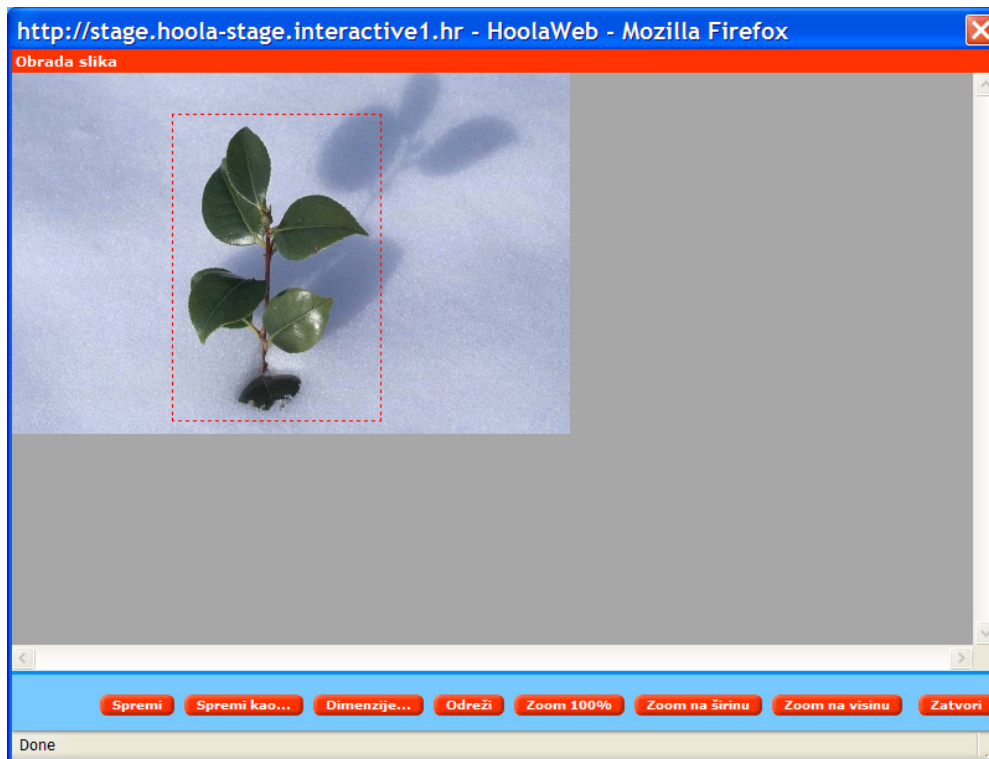 http://stage.hoola-stage.interactive1.hr - HoolaWeb - Mozilla Firefox
Obrada slika
Spremi Spremi kao... Dimenzije... Odreži Zoom 100% Zoom na širinu Zoom na visinu Zatvori
Done